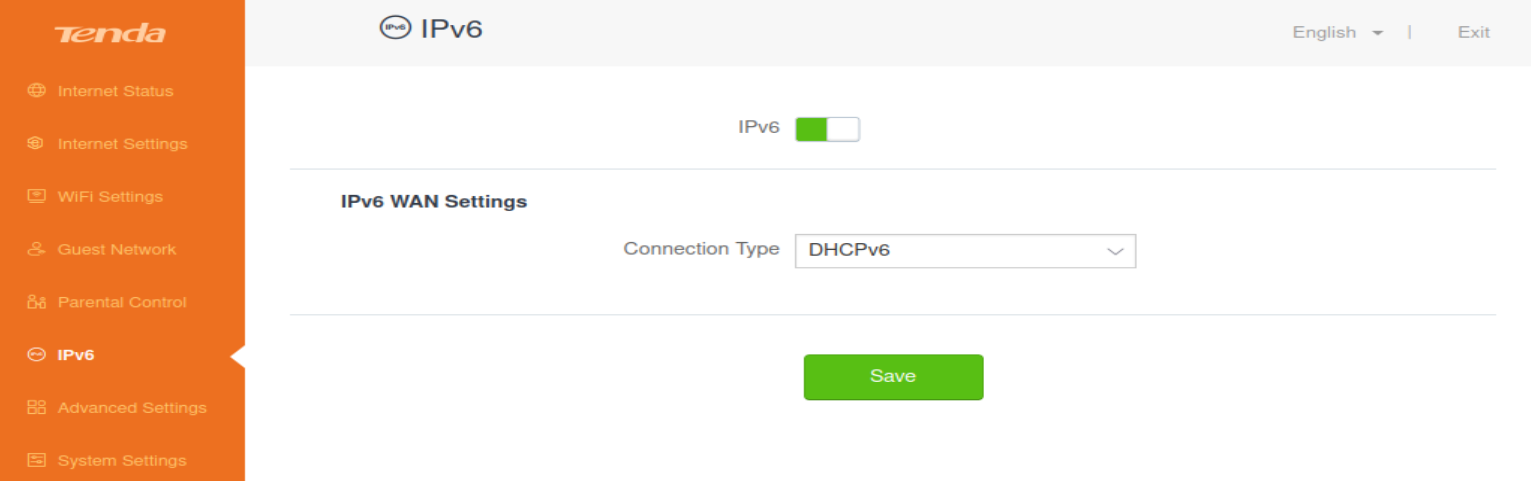 Tenda
Internet Status
Internet Settings
WiFi Settings
Guest Network
Parental Control
IPv6
Advanced Settings
System Settings
IPv6 IPv6
English | Exit
IPv6
IPv6 WAN Settings
Connection Type DHCPv6
Save